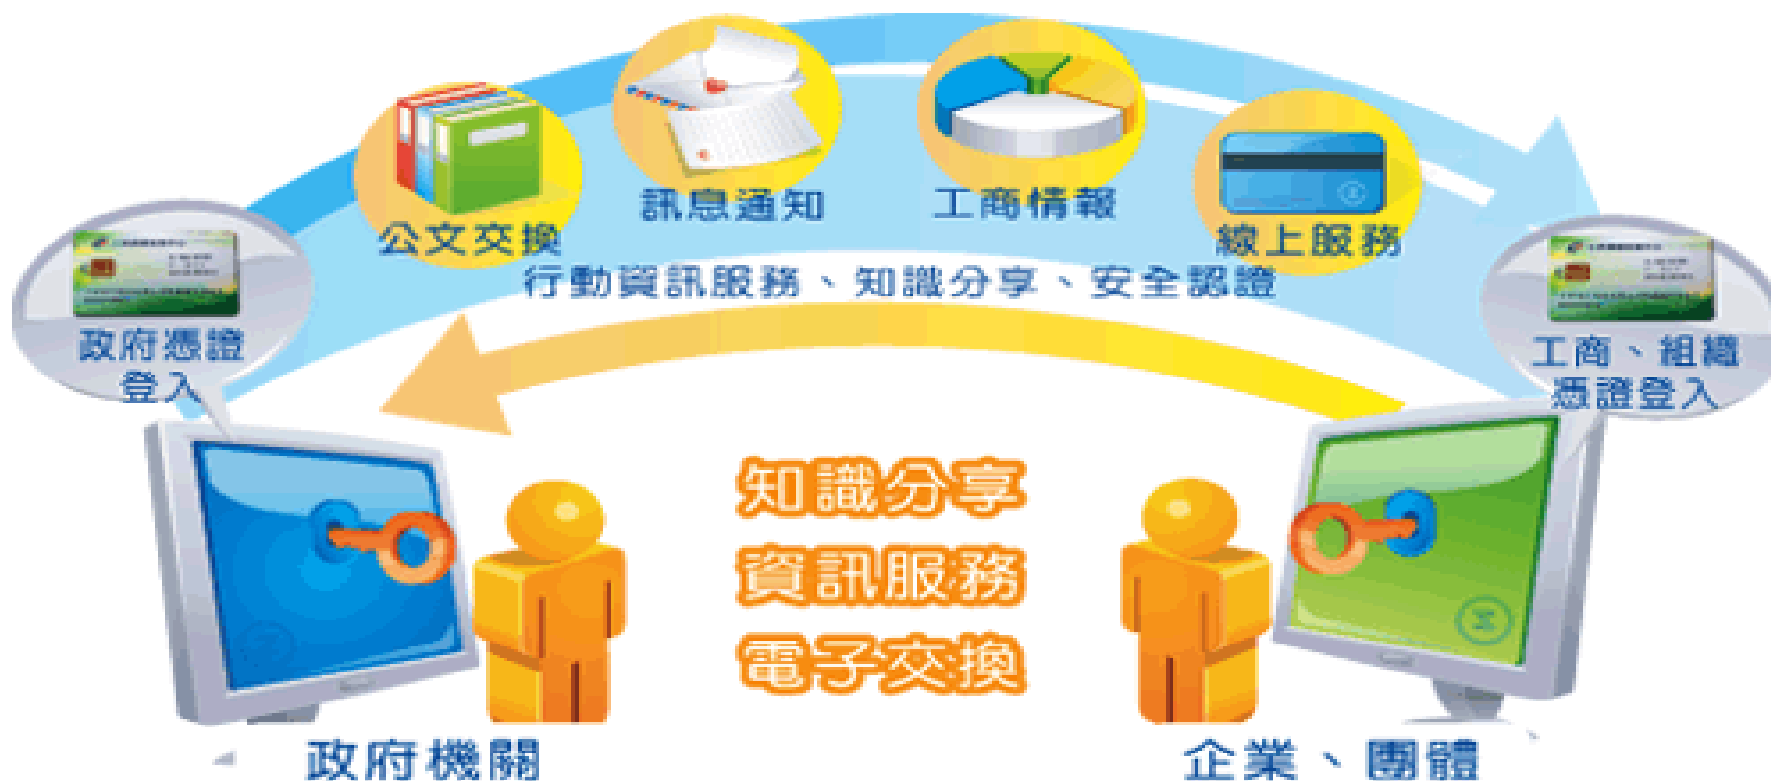 訊息通知
工商情報
公文交換
線上服務
行動資訊服務、知識分享、安全認證
政府憑證
登入
工商、組織
憑證登入
知識分享
資訊服務
電子交換
政府機關
企業、團體